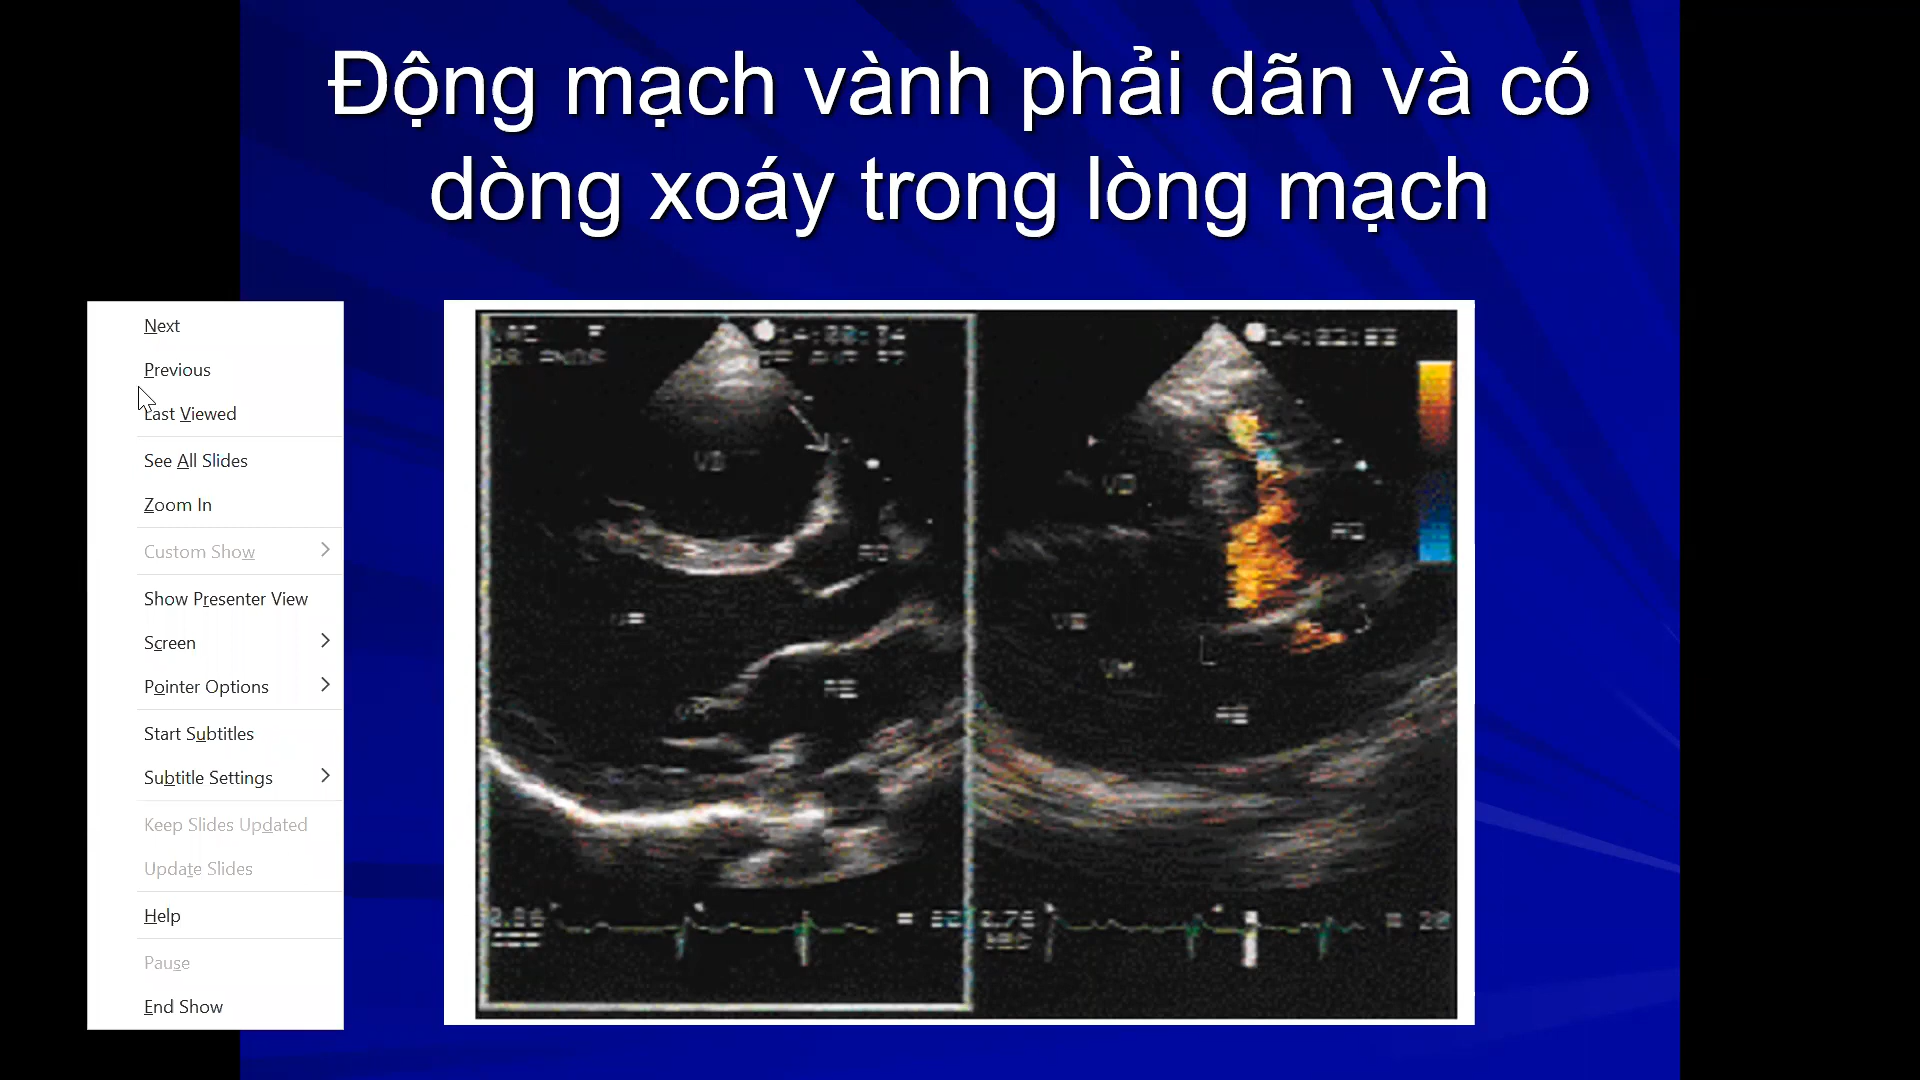 Động mạch vành phải dãn và có
dòng xoáy trong lòng mạch
Next
Previous
Last Viewed
See All Slides
Zoom In
Custom Show
Show Presenter View
Screen
Pointer Options
Start Subtitles
Subtitle Settings
Keep Slides Updated
Update Slides
Help
Pause
End Show
VD
VD